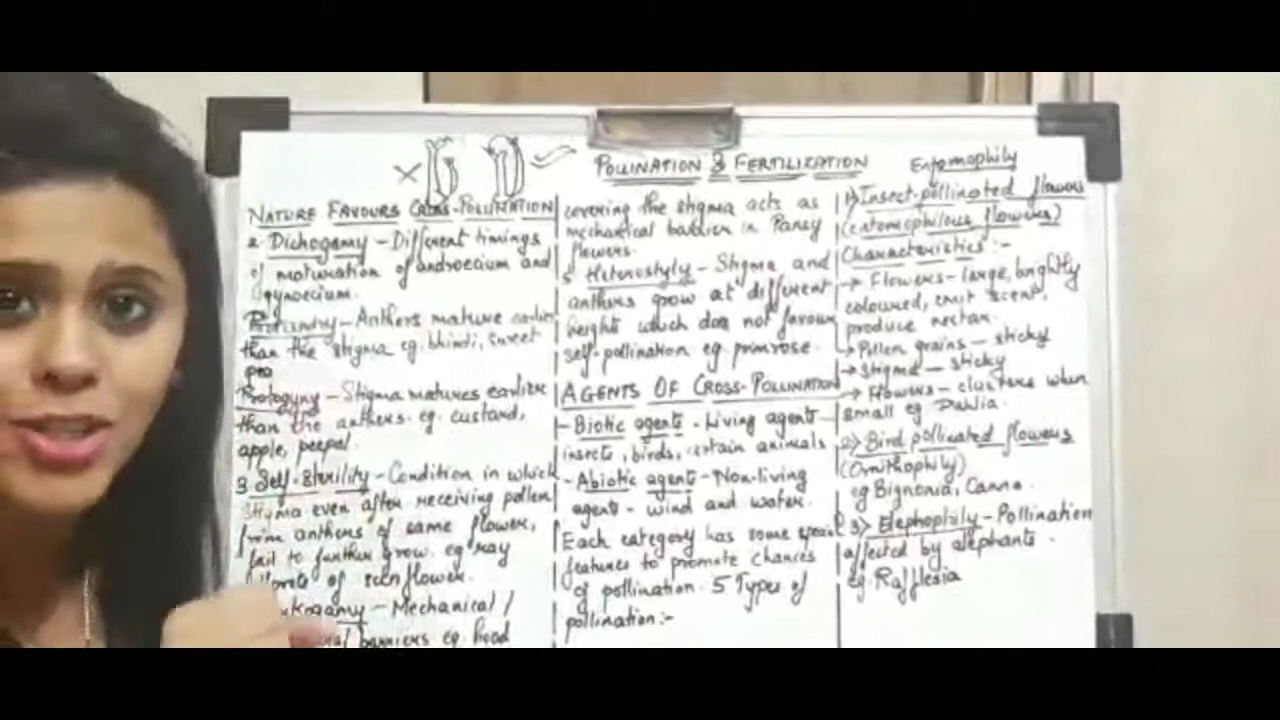 POLLINATION & FERTILIZATION
NATURE FAVOURS CROSS-POLLINATION
2 Dichogamy - Different timings
of maturation of androecium and
gynoecium.
Protandry - Anthers mature earlier
than the stigma eg. bhindi, sweet
pea
Protogyny - Stigma matures earlier
than the anthers. eg. custard,
apple, peepal.
3 Self-Sterility - Condition in which
stigma even after receiving pollen
from anthers of same flower,
fail to further grow. eg ray
florets of sunflower.
- Mechanical /
barriers eg. hood
covering the stigma acts as
mechanical barrier in Pansy
flowers.
5 Heterostyly - Stigma and
anthers grow at different
heights which does not favour
self-pollination eg primrose.
AGENTS OF CROSS-POLLINATION
- Biotic agents - Living agent -
insects, birds, certain animals
- Abiotic agents - Non-living
agent - wind and water.
Each category has some special
features to promote chances
of pollination. 5 Types of
pollination:-
Entomophily
1) Insect-pollinated flowers
(entomophilous flowers)
Characteristics:-
→ Flowers - large, brightly
coloured, emit scent,
produce nectar.
→ Pollen grains - sticky
→ Stigma - sticky
→ Flowers - clusters when
small eg Dahlia.
2) Bird pollinated flowers
(Ornithophily)
eg Bignonia, Canna.
3) Elephophily - Pollination
affected by elephants.
eg. Rafflesia